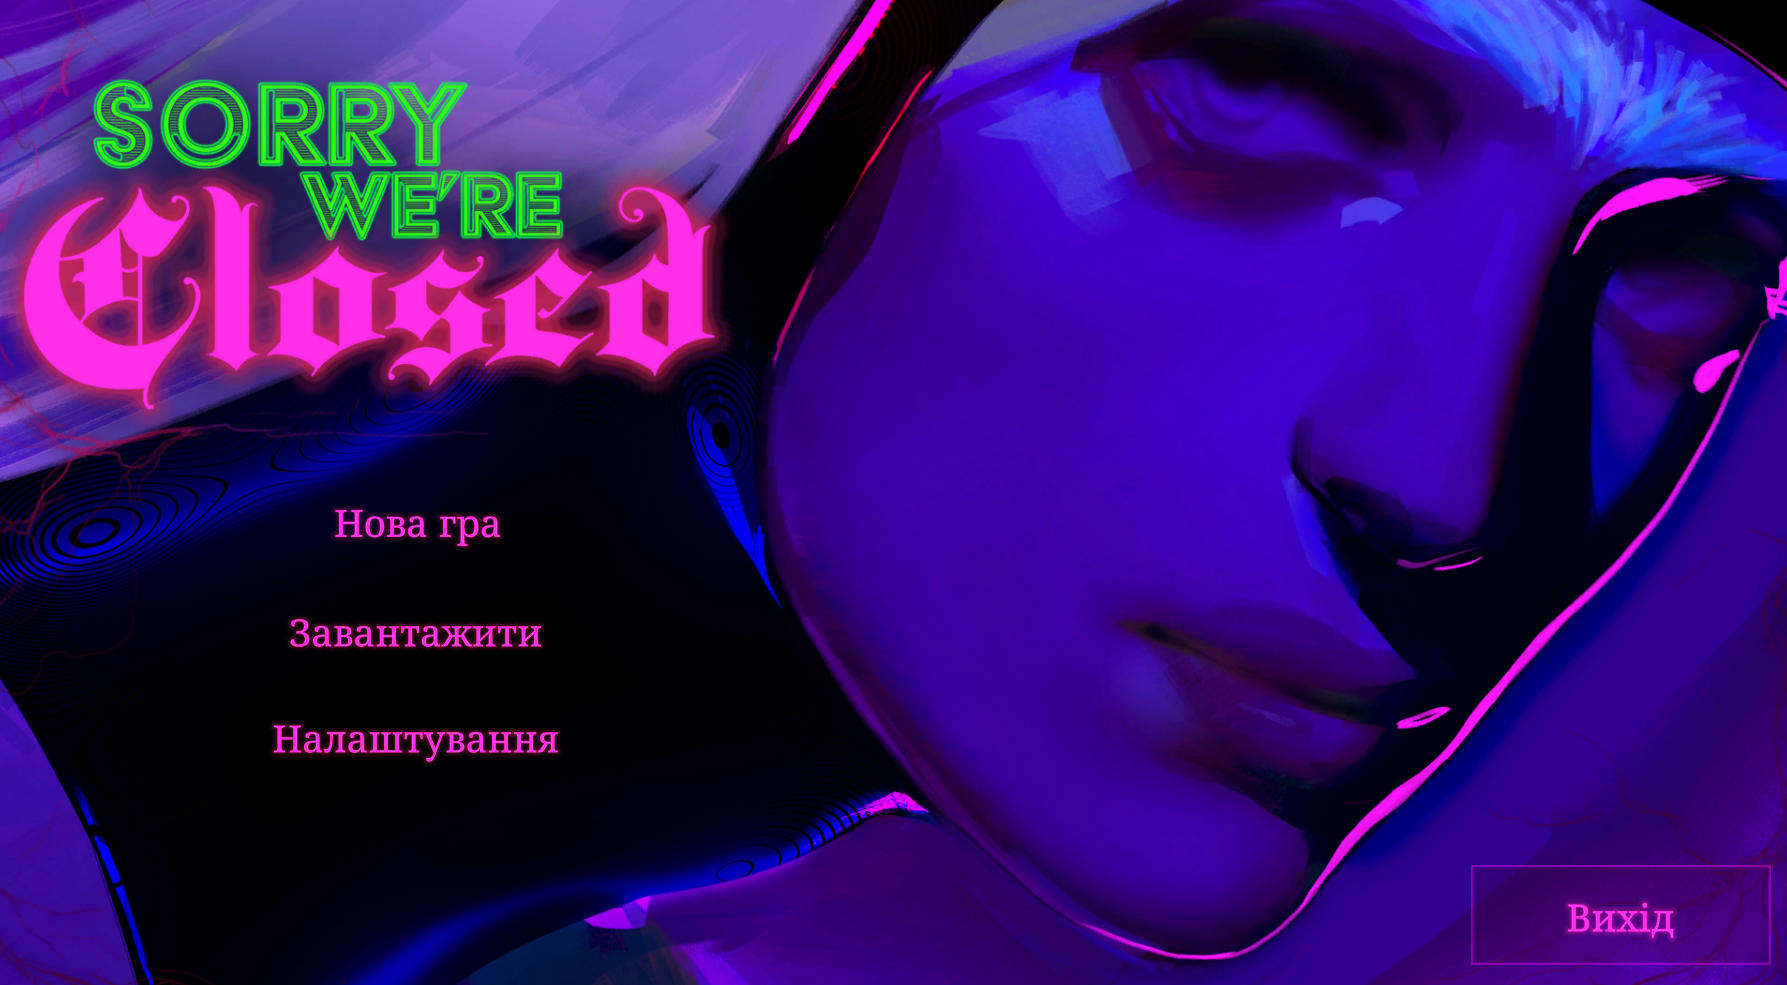 SORRY
WE'RE
Closed
Нова гра
Завантажити
Налаштування
Вихід